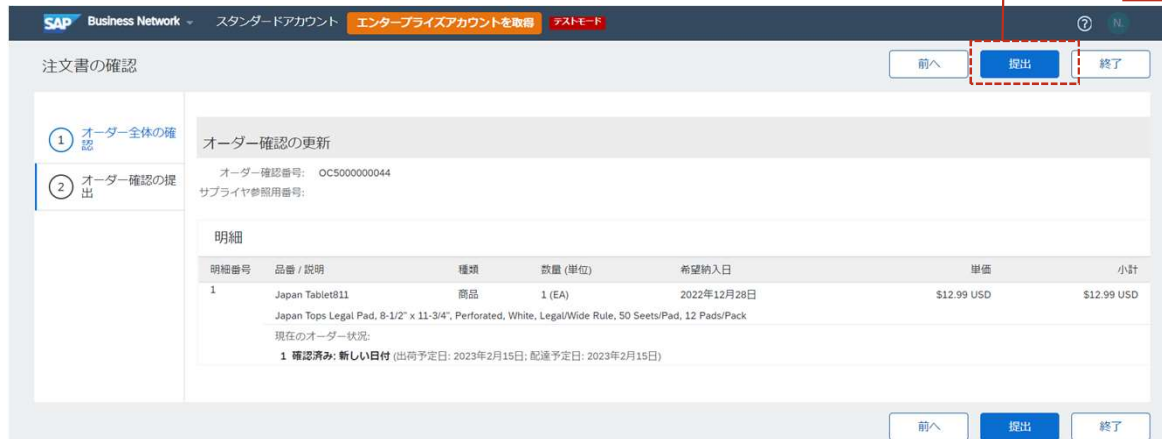 SAP Business Network スタンダードアカウント エンタープライズアカウントを取得 テストモード ? N.
注文書の確認 前へ 提出 終了
1 オーダー全体の確
認
2 オーダー確認の提
出
オーダー確認の更新
オーダー確認番号: OC5000000044
サプライヤ参照用番号:
明細
明細番号 品番 / 説明 種類 数量 (単位) 希望納入日 単価 小計
1 Japan Tablet811 商品 1 (EA) 2022年12月28日 $12.99 USD $12.99 USD
Japan Tops Legal Pad, 8-1/2" x 11-3/4", Perforated, White, Legal/Wide Rule, 50 Seets/Pad, 12 Pads/Pack
現在のオーダー状況:
1 確認済み: 新しい日付 (出荷予定日: 2023年2月15日; 配達予定日: 2023年2月15日)
前へ 提出 終了